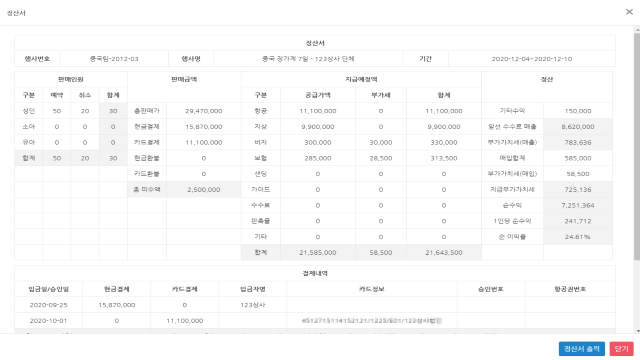 정산서
정산서
행사번호 중국팀-2012-03 행사명 중국 장가계 7일 - 123상사 단체 기간 2020-12-04~2020-12-10
판매인원 판매금액 지급예정액 정산
구분 예약 취소 합계 구분 공급가액 부가세 합계
성인 50 20 30 총판매가 29,470,000 항공 11,100,000 0 11,100,000 기타수익 150,000
소아 0 0 0 현금결제 15,870,000 지상 9,900,000 0 9,900,000 알선 수수료 매출 8,620,000
유아 0 0 0 카드결제 11,100,000 비자 300,000 30,000 330,000 부가가치세(매출) 783,636
합계 50 20 30 현금환불 0 보험 285,000 28,500 313,500 매입합계 585,000
카드환불 0 샌딩 0 0 0 부가가치세(매입) 58,500
총 미수액 2,500,000 가이드 0 0 0 지급부가가치세 725,136
수수료 0 0 0 순수익 7,251,364
판촉물 0 0 0 1인당 순수익 241,712
기타 0 0 0 순 이익률 24.61%
합계 21,585,000 58,500 21,643,500
결제내역
입금일/승인일 현금결제 카드결제 입금자명 카드정보 승인번호 항공권번호
2020-09-25 15,870,000 0 123상사
2020-10-01 0 11,100,000
정산서 출력 닫기